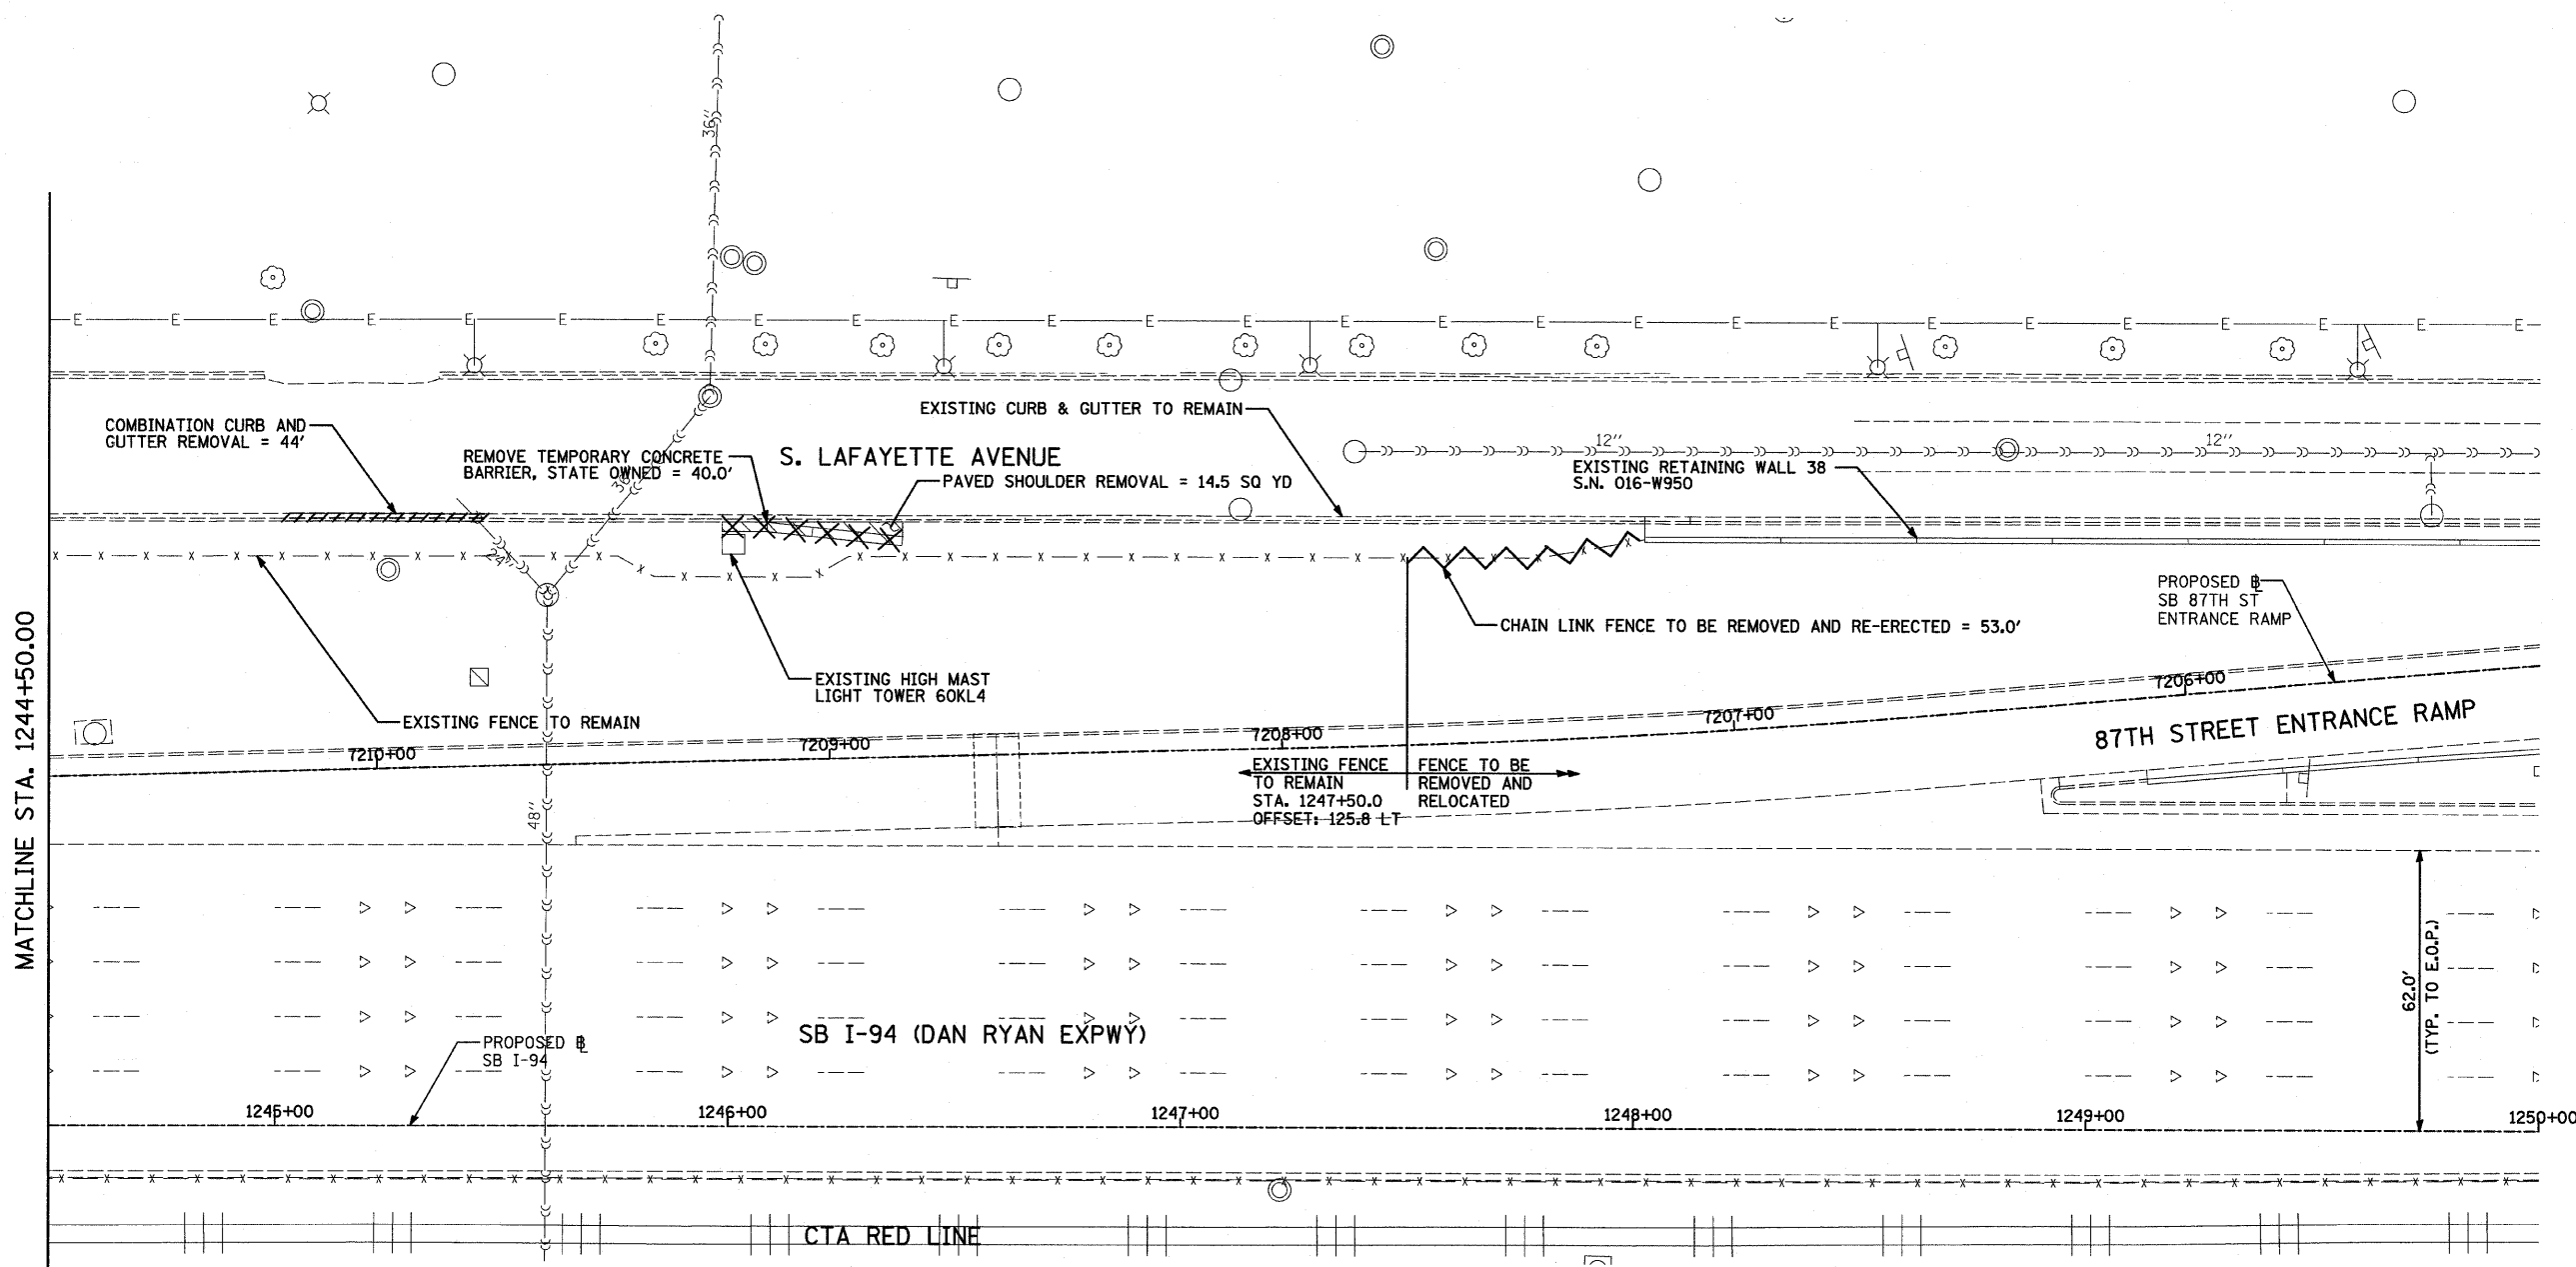 36''
E E E E E E E E E E E E E E E E E E E E E E E E E E
COMBINATION CURB AND
GUTTER REMOVAL = 44'
EXISTING CURB & GUTTER TO REMAIN
REMOVE TEMPORARY CONCRETE
BARRIER, STATE OWNED = 40.0'
S. LAFAYETTE AVENUE
PAVED SHOULDER REMOVAL = 14.5 SQ YD
12''
12''
EXISTING RETAINING WALL 38
S.N. 016-W950
36''
24''
PROPOSED ℄
SB 87TH ST
ENTRANCE RAMP
CHAIN LINK FENCE TO BE REMOVED AND RE-ERECTED = 53.0'
EXISTING HIGH MAST
LIGHT TOWER 60KL4
EXISTING FENCE TO REMAIN
MATCHLINE STA. 1244+50.00
7210+00
7209+00
7208+00
7207+00
7206+00
87TH STREET ENTRANCE RAMP
EXISTING FENCE
TO REMAIN
STA. 1247+50.0
OFFSET: 125.8 LT
FENCE TO BE
REMOVED AND
RELOCATED
48''
62.0'
(TYP. TO E.O.P.)
SB I-94 (DAN RYAN EXPWY)
PROPOSED ℄
SB I-94
1245+00
1246+00
1247+00
1248+00
1249+00
1250+00
CTA RED LINE